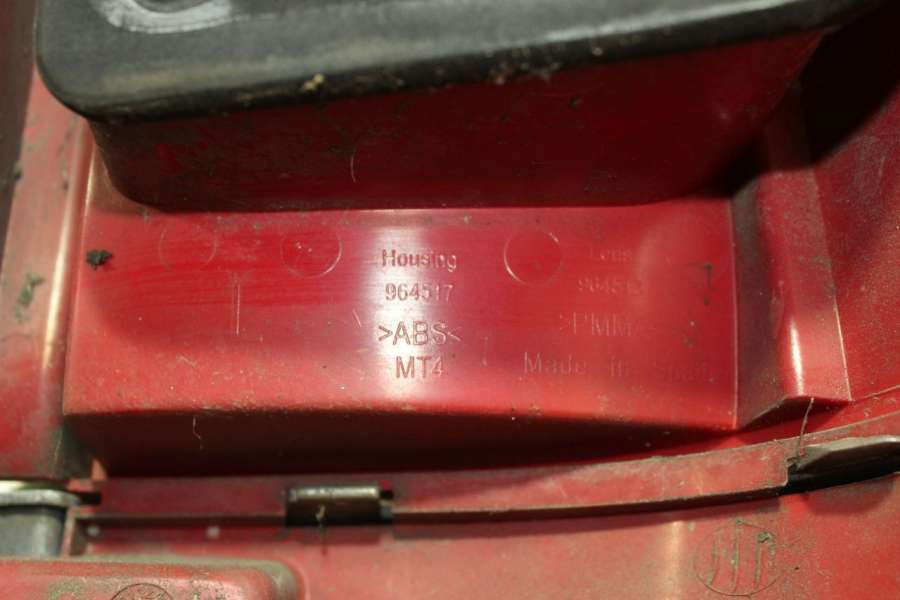 Housing
964517
>ABS<
MT4
Lens
>PMMA<
Made in